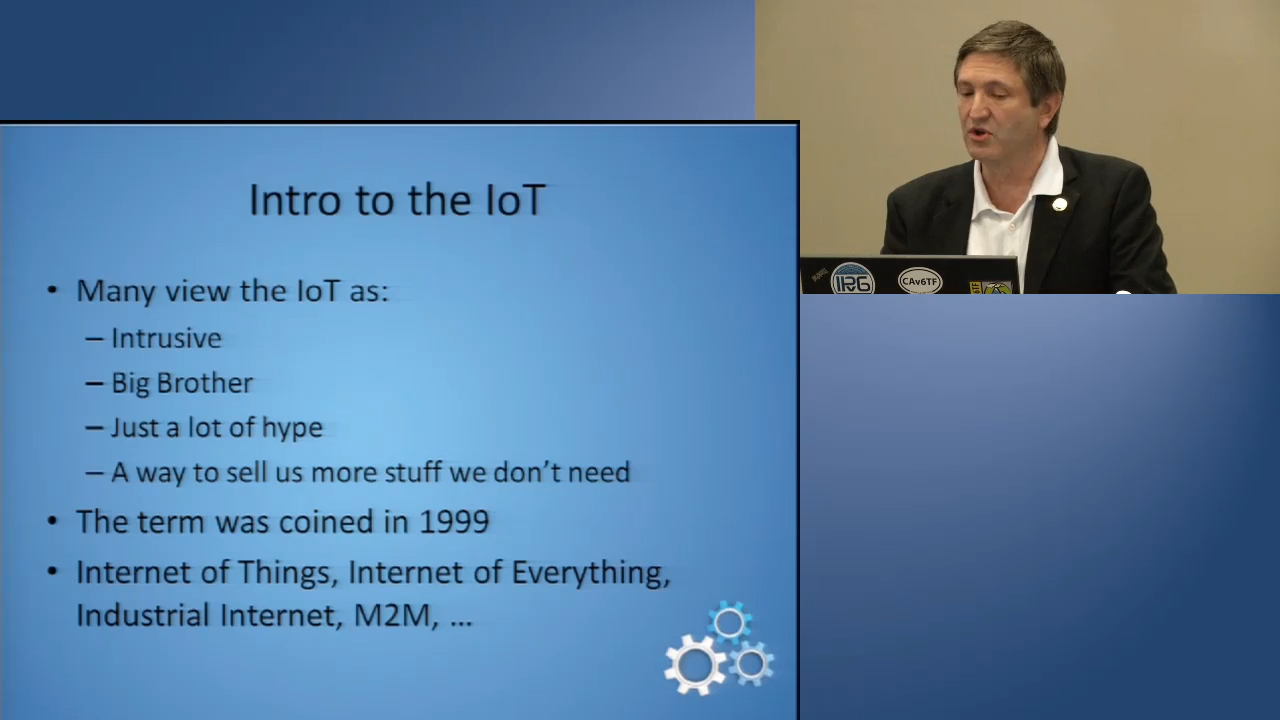 Intro to the IoT
• Many view the IoT as:
– Intrusive
– Big Brother
– Just a lot of hype
– A way to sell us more stuff we don’t need
• The term was coined in 1999
• Internet of Things, Internet of Everything,
Industrial Internet, M2M, ...
CAv6TF